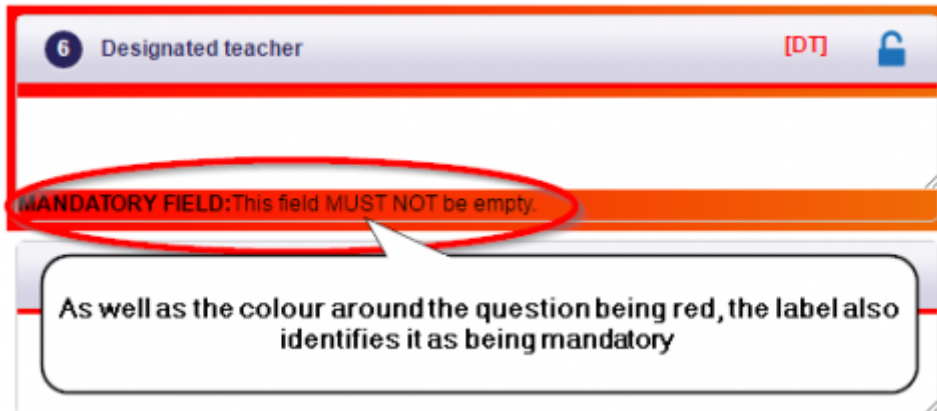 6 Designated teacher [DT]
MANDATORY FIELD:This field MUST NOT be empty.
As well as the colour around the question being red, the label also
identifies it as being mandatory